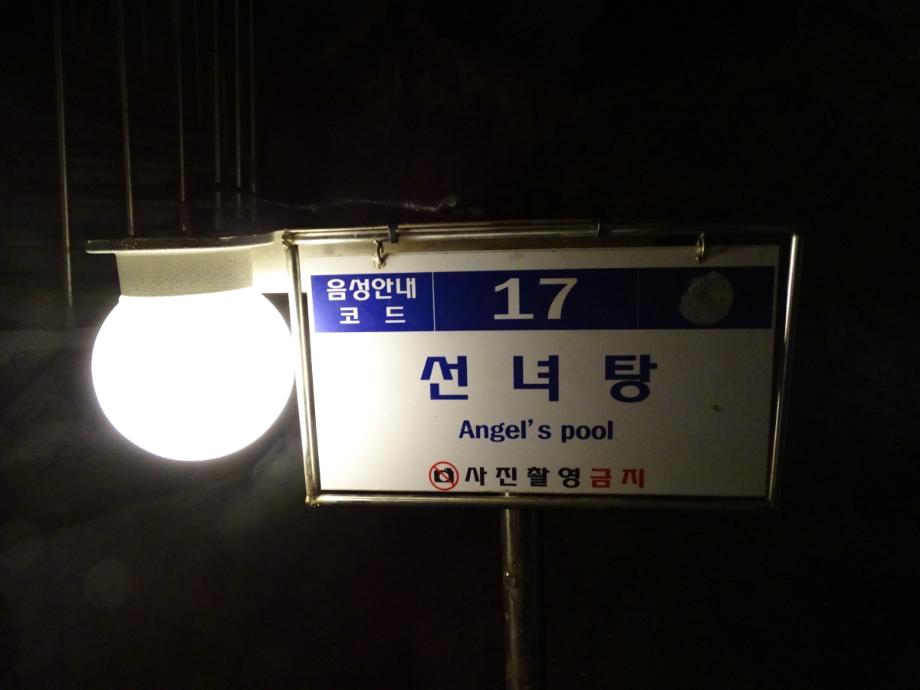 음성안내
코드
17
선녀탕
Angel's pool
사진촬영금지